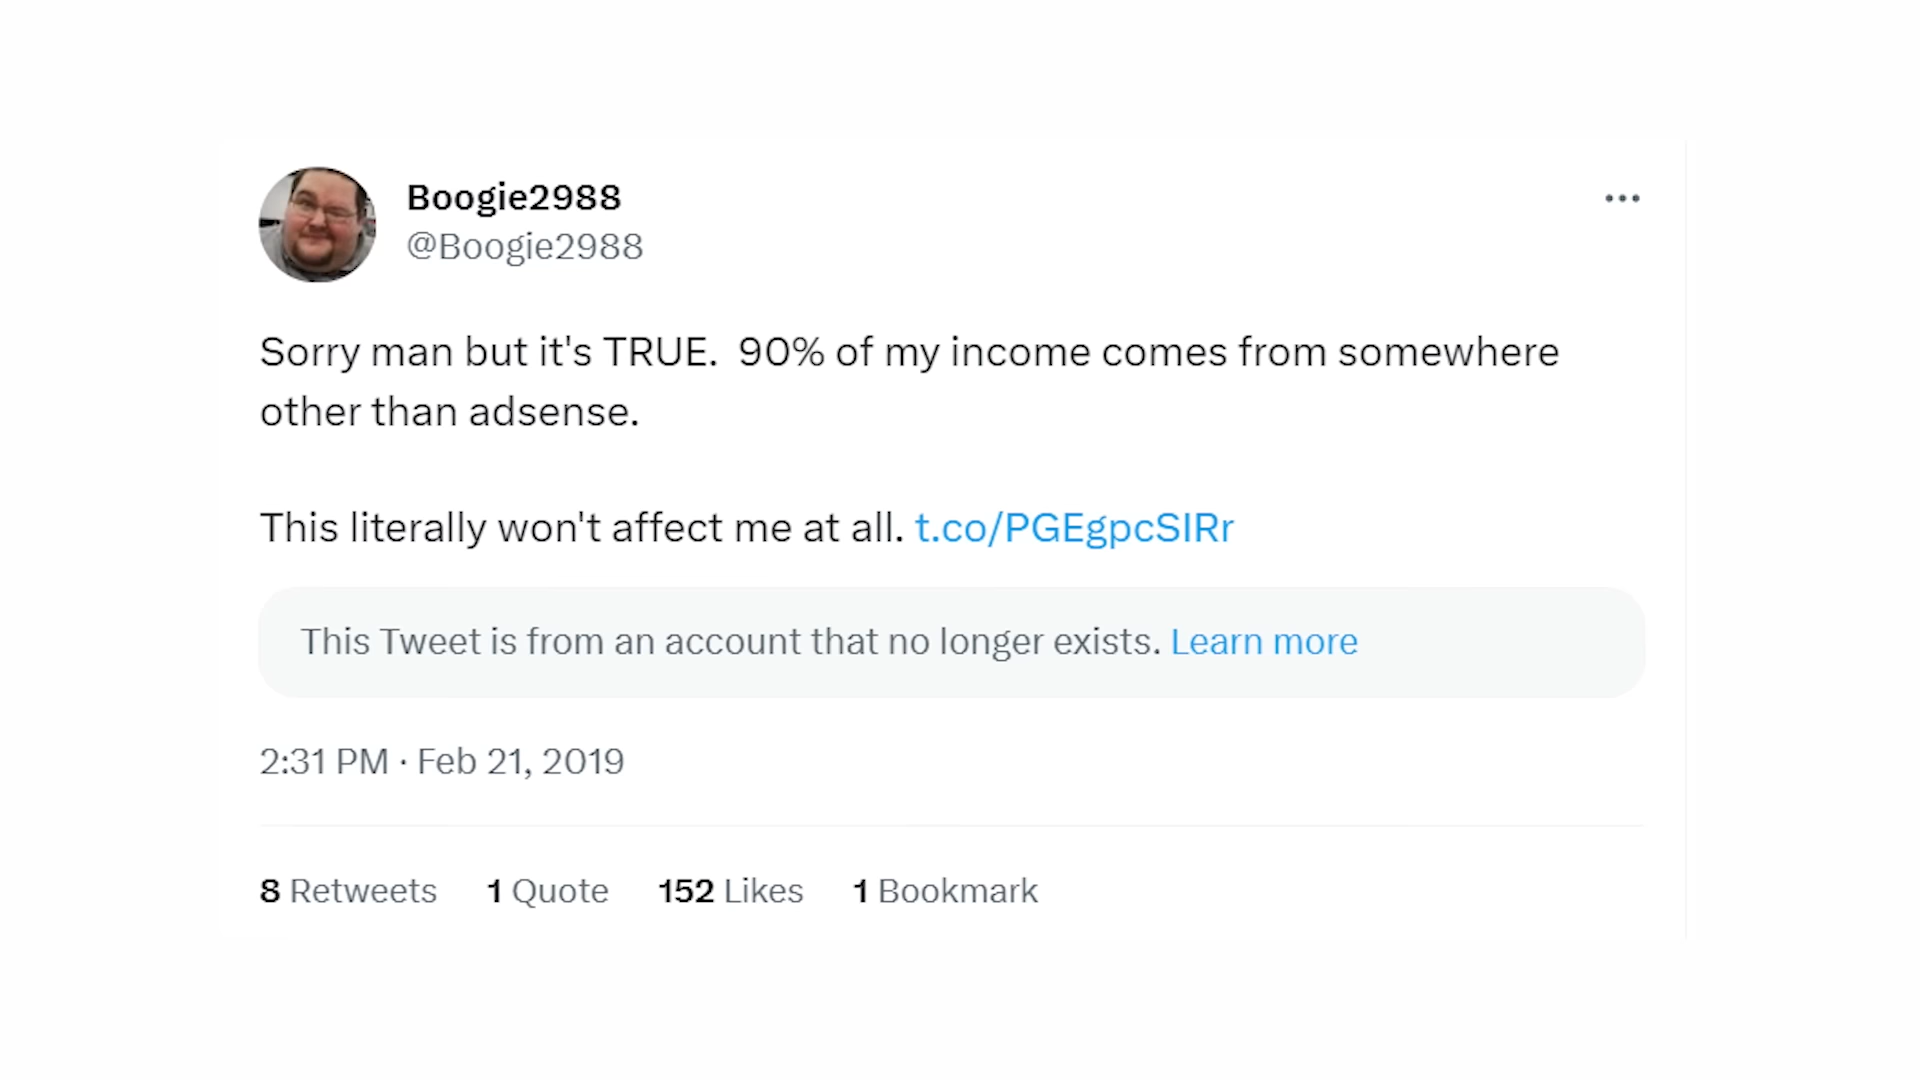 Boogie2988
@Boogie2988
Sorry man but it's TRUE.  90% of my income comes from somewhere
other than adsense.
This literally won't affect me at all. t.co/PGEgpcSIRr
This Tweet is from an account that no longer exists. Learn more
2:31 PM · Feb 21, 2019
8 Retweets 1 Quote 152 Likes 1 Bookmark